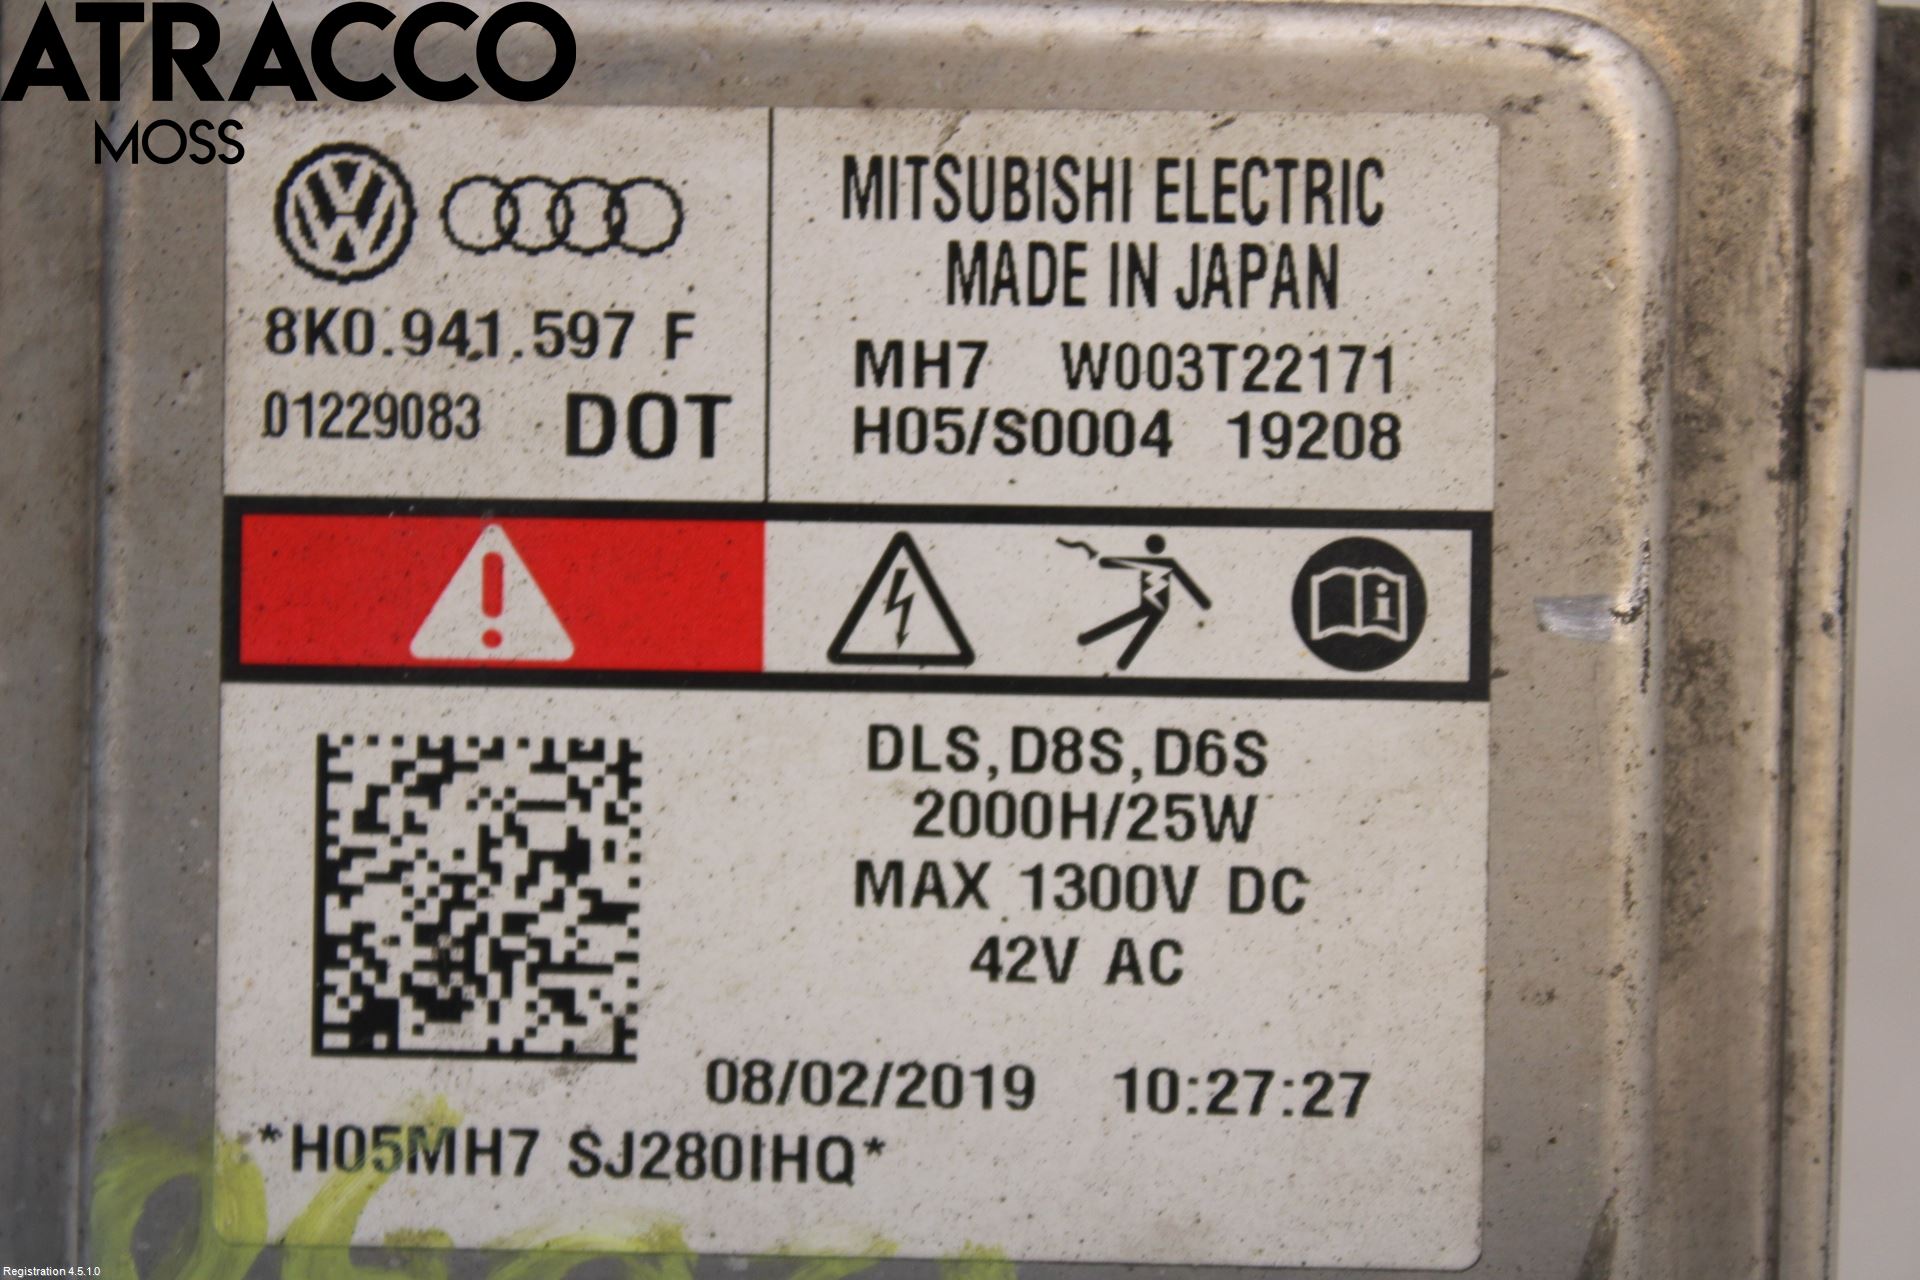 ATRACCO
MOSS
8K0.941.597 F
01229083 DOT
MITSUBISHI ELECTRIC
MADE IN JAPAN
MH7 W003T22171
H05/S0004 19208
DLS,D8S,D6S
2000H/25W
MAX 1300V DC
42V AC
08/02/2019 10:27:27
*H05MH7 SJ280IHQ*
Registration 4.5.1.0